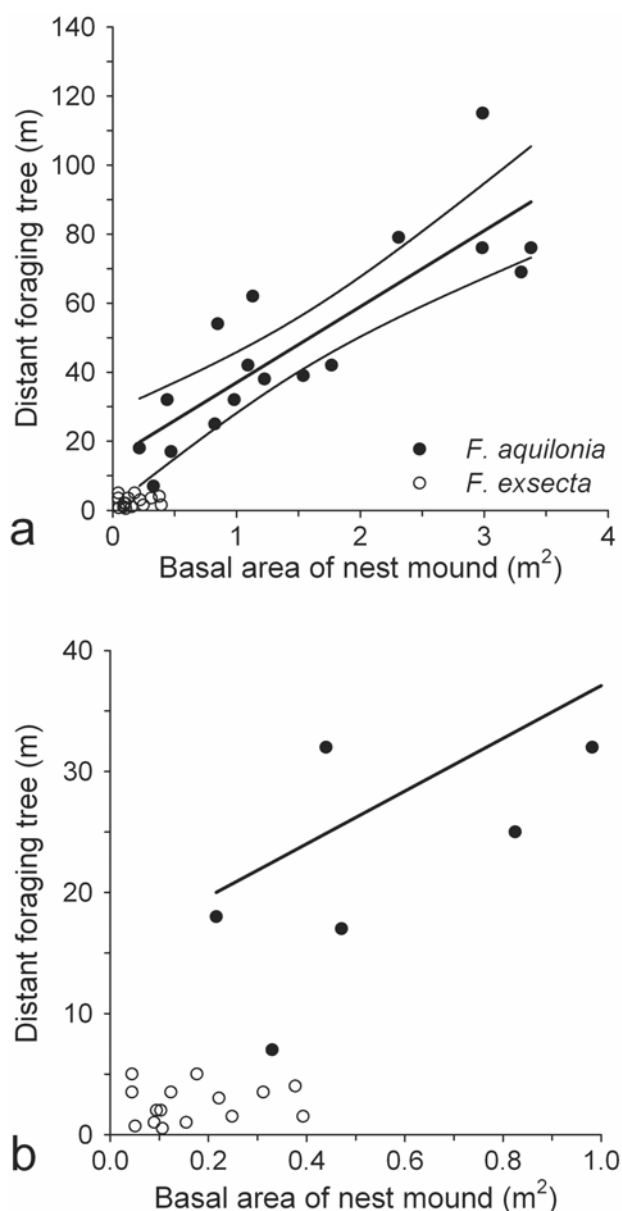 140
120
100
80
60
40
20
0
Distant foraging tree (m)
F. aquilonia
F. exsecta
0 1 2 3 4
a
Basal area of nest mound (m²)
40
30
20
10
0
Distant foraging tree (m)
b
0.0 0.2 0.4 0.6 0.8 1.0
Basal area of nest mound (m²)